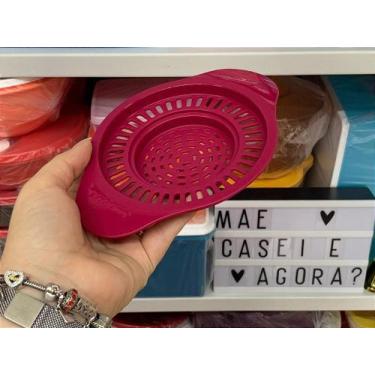 MAE ♥
CASEI E
♥ AGORA?